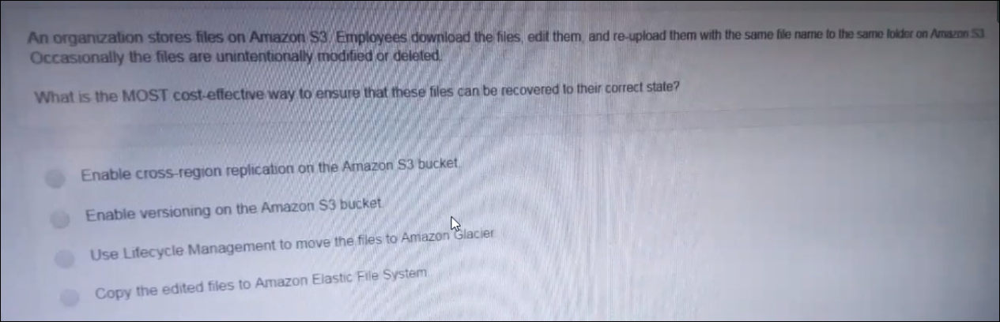 An organization stores files on Amazon S3. Employees download the files, edit them, and re-upload them with the same file name to the same folder on Amazon S3.
Occasionally the files are unintentionally modified or deleted.
What is the MOST cost-effective way to ensure that these files can be recovered to their correct state?
Enable cross-region replication on the Amazon S3 bucket.
Enable versioning on the Amazon S3 bucket.
Use Lifecycle Management to move the files to Amazon Glacier
Copy the edited files to Amazon Elastic File System